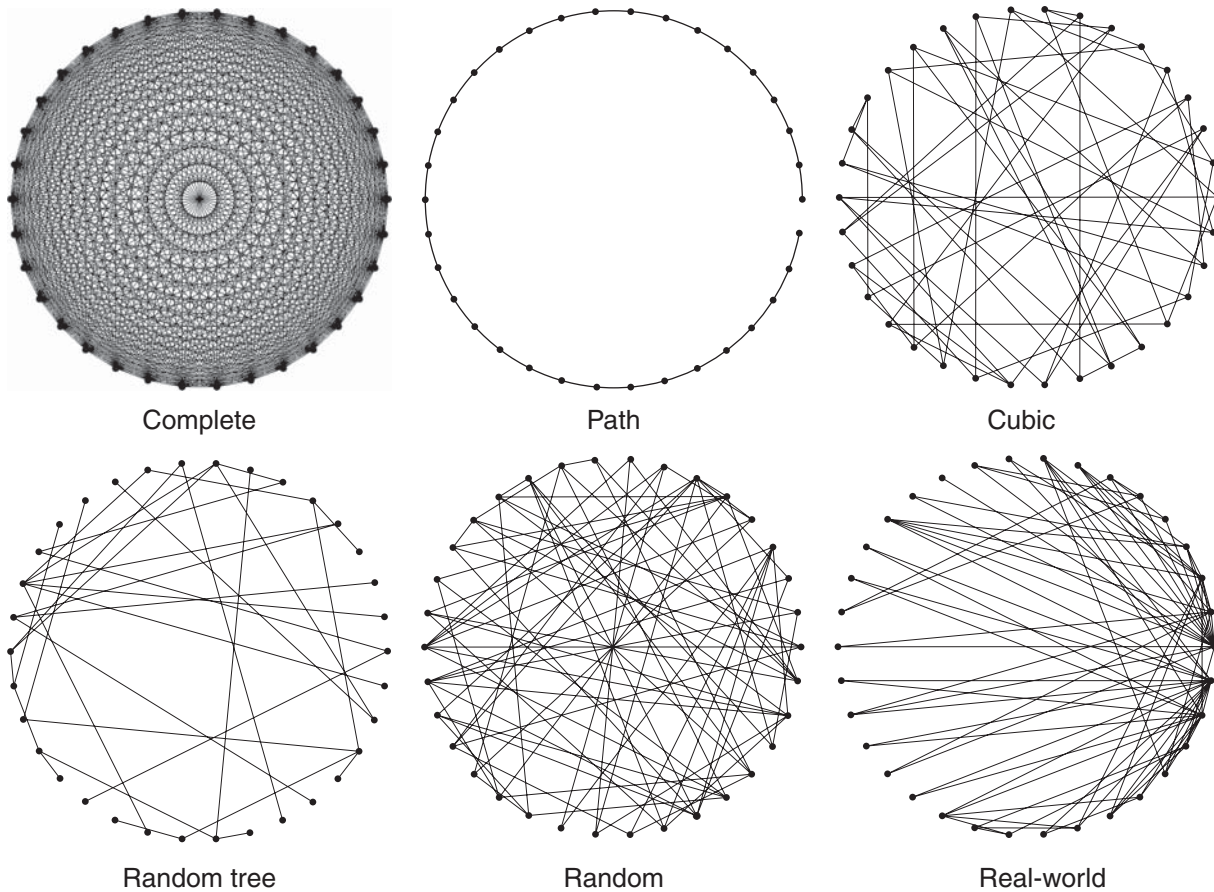 Complete
Path
Cubic
Random tree
Random
Real-world